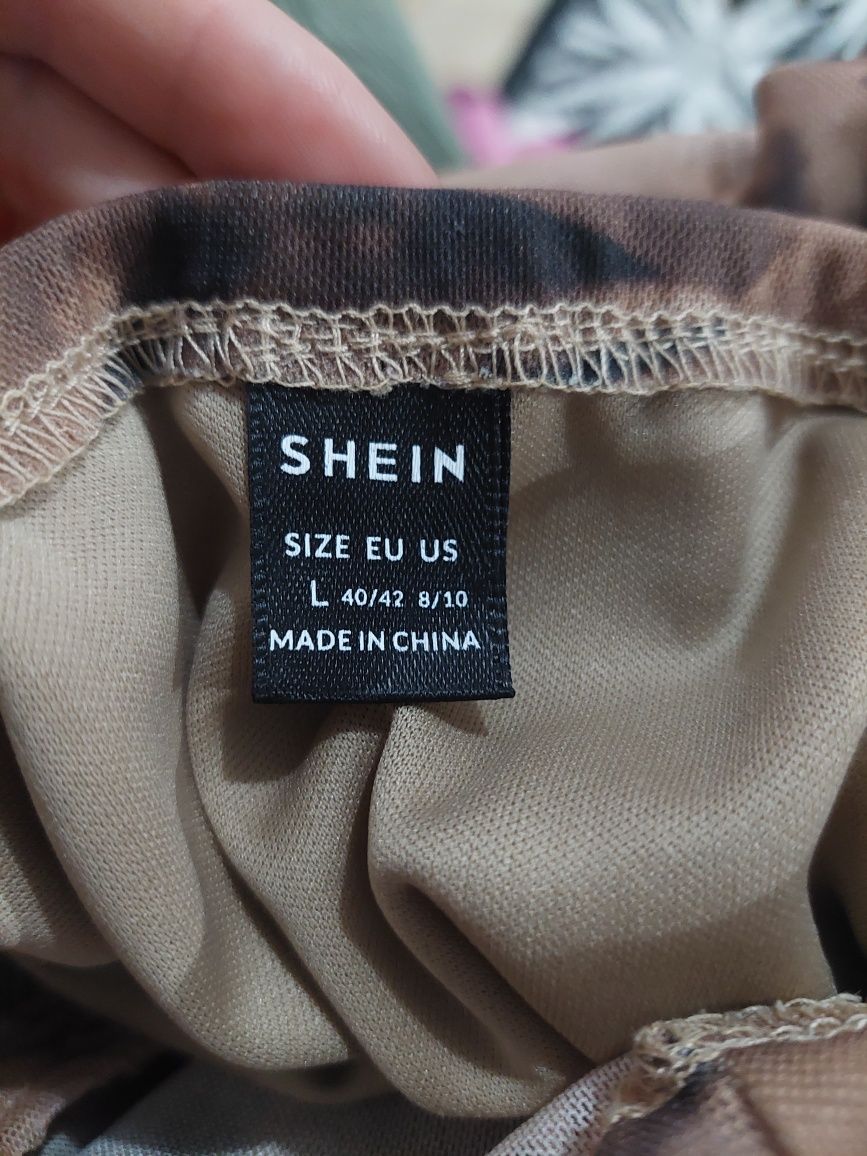 SHEIN
SIZE EU US
L 40/42 8/10
MADE IN CHINA